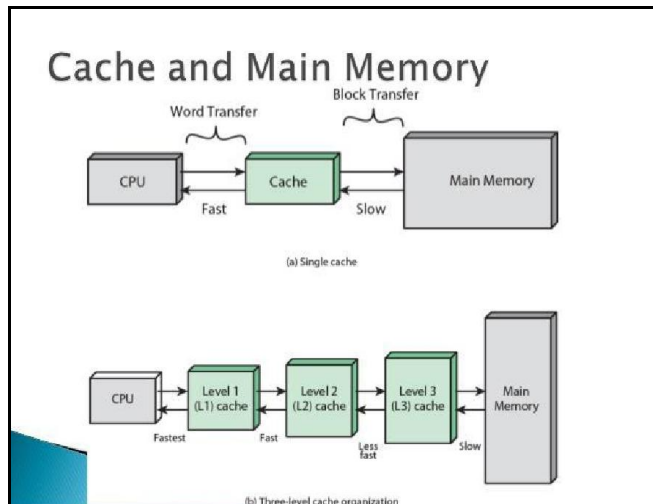 Cache and Main Memory
Block Transfer
Word Transfer
CPU
Cache
Main Memory
Fast
Slow
(a) Single cache
CPU
Level 1
(L1) cache
Level 2
(L2) cache
Level 3
(L3) cache
Main
Memory
Fastest
Fast
Less
fast
Slow
(b) Three-level cache organization